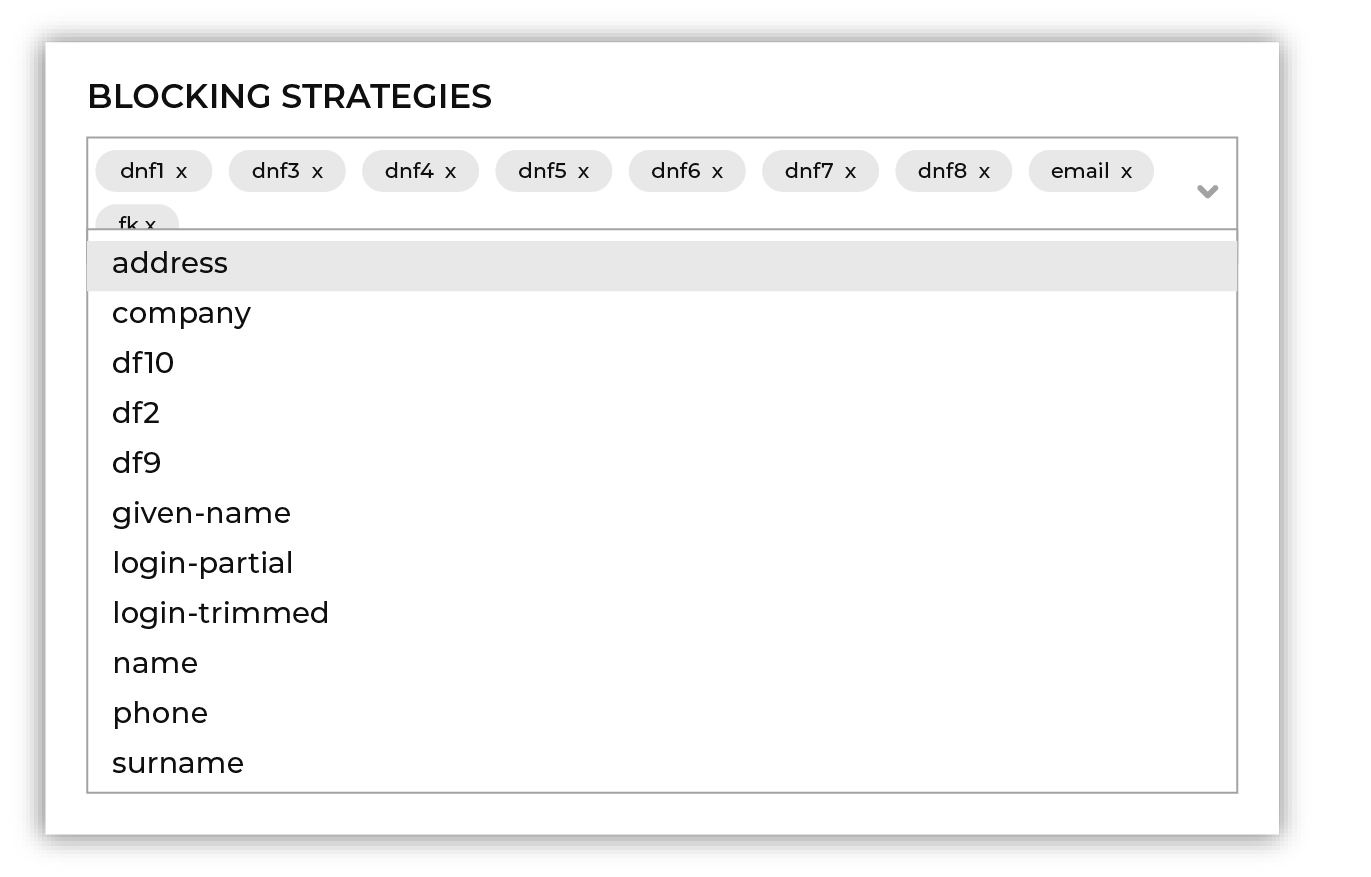 BLOCKING STRATEGIES
dnf1 x dnf3 x dnf4 x dnf5 x dnf6 x dnf7 x dnf8 x email x
fk x
address
company
df10
df2
df9
given-name
login-partial
login-trimmed
name
phone
surname